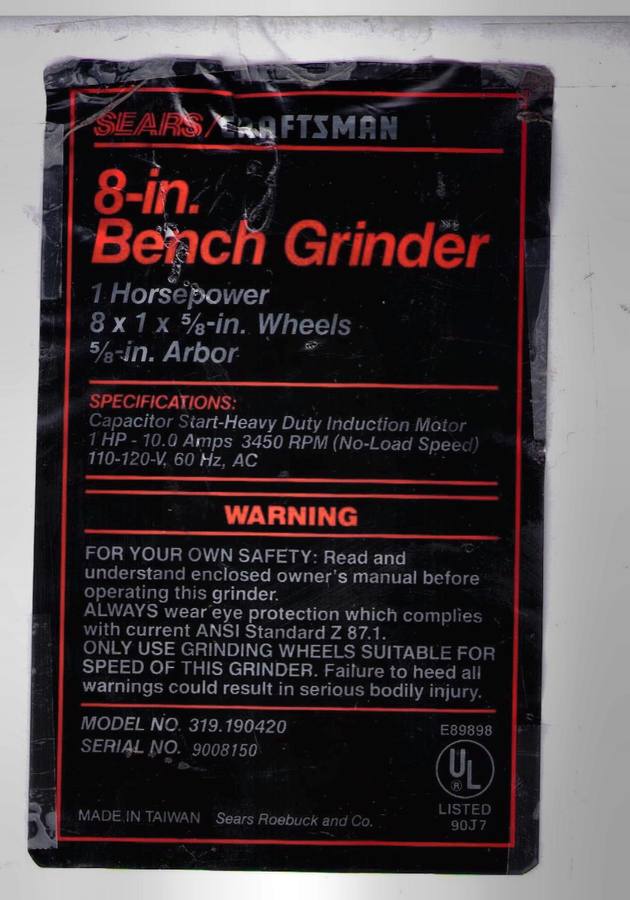 SEARS/CRAFTSMAN
8-in.
Bench Grinder
1 Horsepower
8 x 1 x ⅝-in. Wheels
⅝-in. Arbor
SPECIFICATIONS:
Capacitor Start-Heavy Duty Induction Motor
1 HP - 10.0 Amps 3450 RPM (No-Load Speed)
110-120-V, 60 Hz, AC
WARNING
FOR YOUR OWN SAFETY: Read and
understand enclosed owner's manual before
operating this grinder.
ALWAYS wear eye protection which complies
with current ANSI Standard Z 87.1.
ONLY USE GRINDING WHEELS SUITABLE FOR
SPEED OF THIS GRINDER. Failure to heed all
warnings could result in serious bodily injury.
MODEL NO. 319.190420
SERIAL NO. 9008150
E89898
UL
®
LISTED
90J7
MADE IN TAIWAN Sears Roebuck and Co.